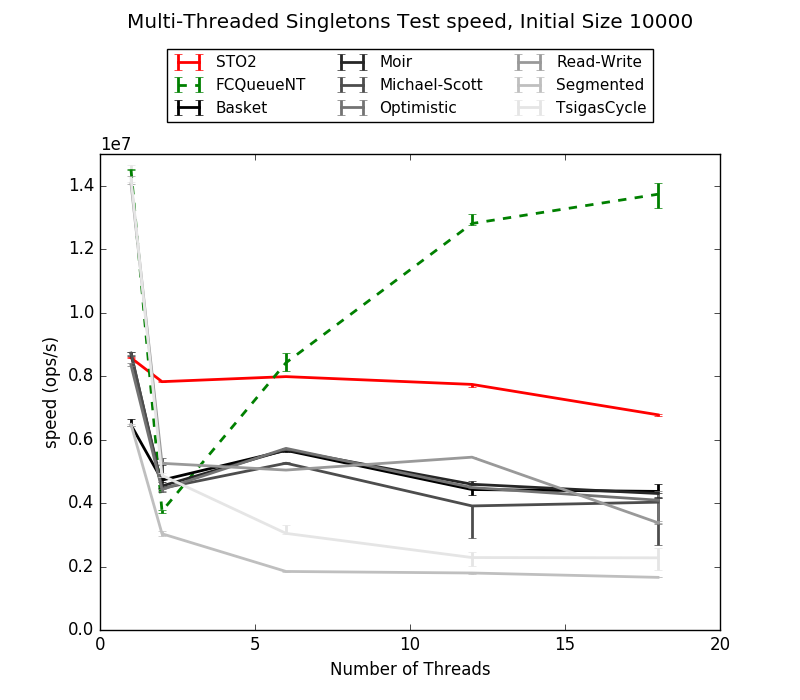 Multi-Threaded Singletons Test speed, Initial Size 10000
STO2 Moir Read-Write
FCQueueNT Michael-Scott Segmented
Basket Optimistic TsigasCycle
1e7
1.4
1.2
1.0
0.8
0.6
0.4
0.2
0.0
speed (ops/s)
0 5 10 15 20
Number of Threads